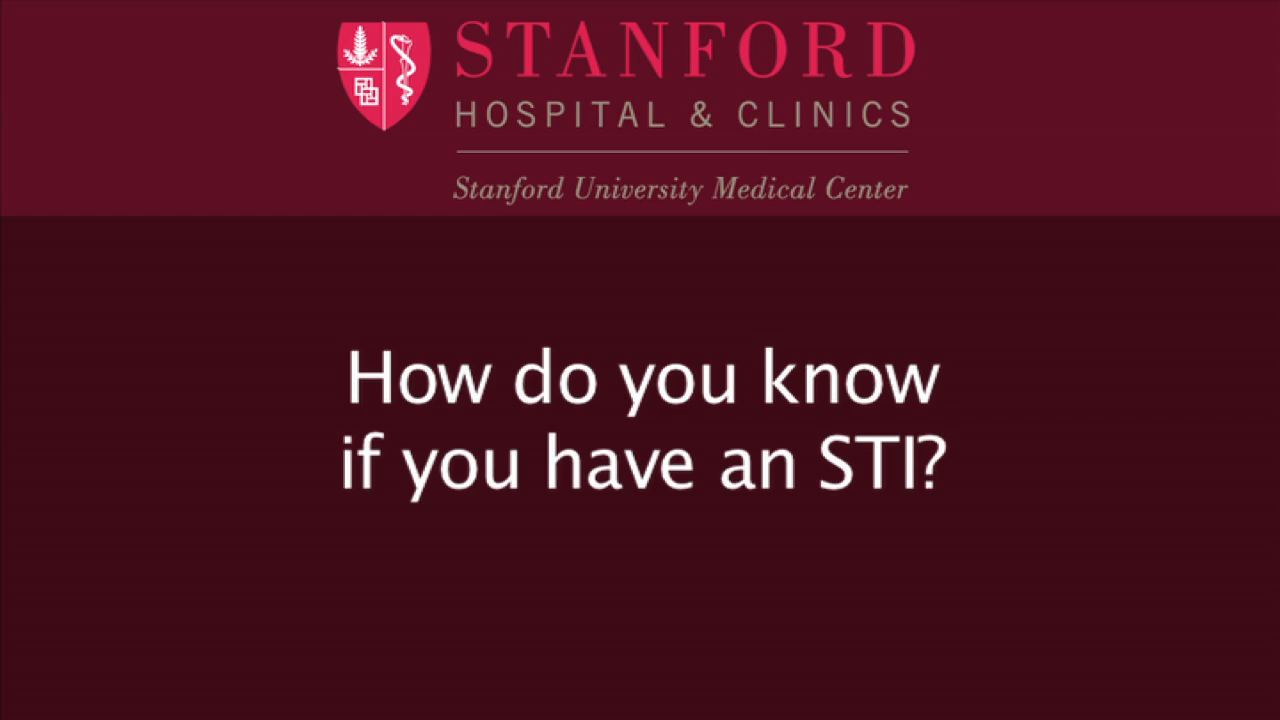 STANFORD
HOSPITAL & CLINICS
Stanford University Medical Center
How do you know
if you have an STI?